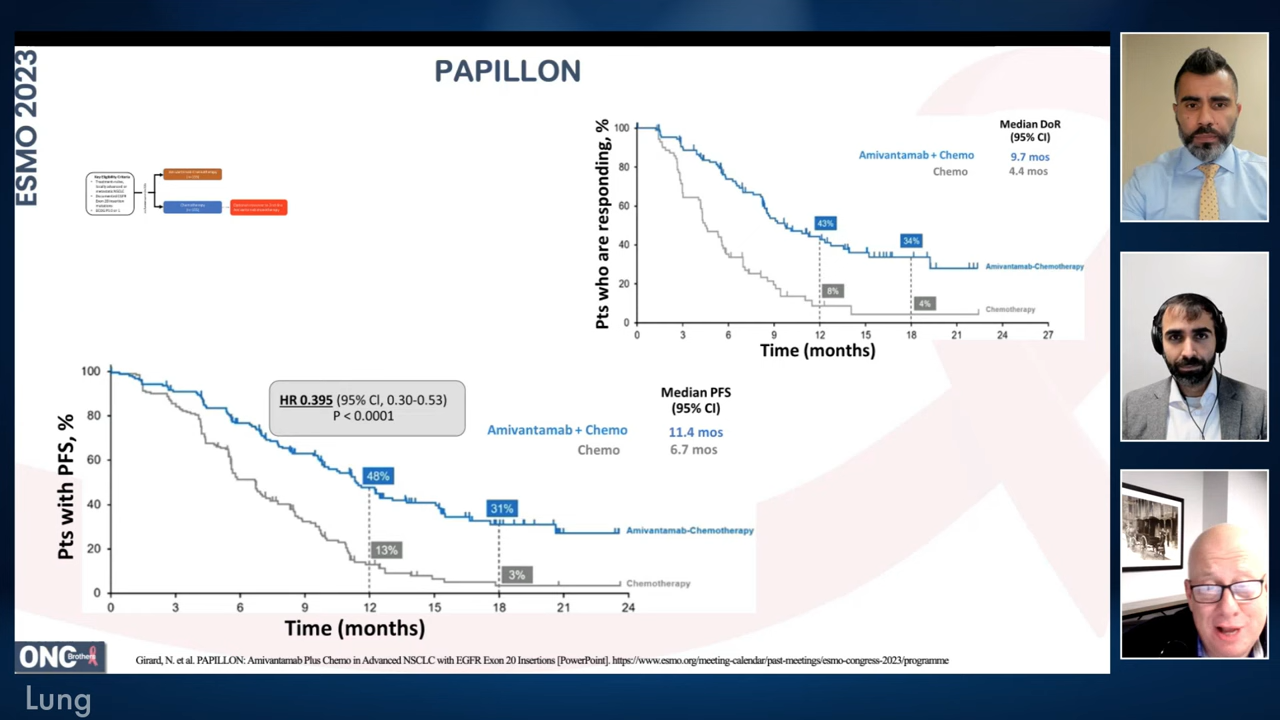 ESMO 2023
PAPILLON
Key Eligibility Criteria
Pts who are responding, %
100
80
60
40
20
0
0 3 6 9 12 15 18 21 24 27
Time (months)
Median DoR
(95% CI)
Amivantamab + Chemo 9.7 mos
Chemo 4.4 mos
43%
34%
8%
4%
Amivantamab-Chemotherapy
Chemotherapy
Pts with PFS, %
100
80
60
40
20
0
0 3 6 9 12 15 18 21 24
Time (months)
HR 0.395 (95% CI, 0.30-0.53)
P < 0.0001
Median PFS
(95% CI)
Amivantamab + Chemo 11.4 mos
Chemo 6.7 mos
48%
31%
13%
3%
Amivantamab-Chemotherapy
Chemotherapy
ONC Brothers
Girard, N. et al. PAPILLON: Amivantamab Plus Chemo in Advanced NSCLC with EGFR Exon 20 Insertions [PowerPoint]. https://www.esmo.org/meeting-calendar/past-meetings/esmo-congress-2023/programme
Lung